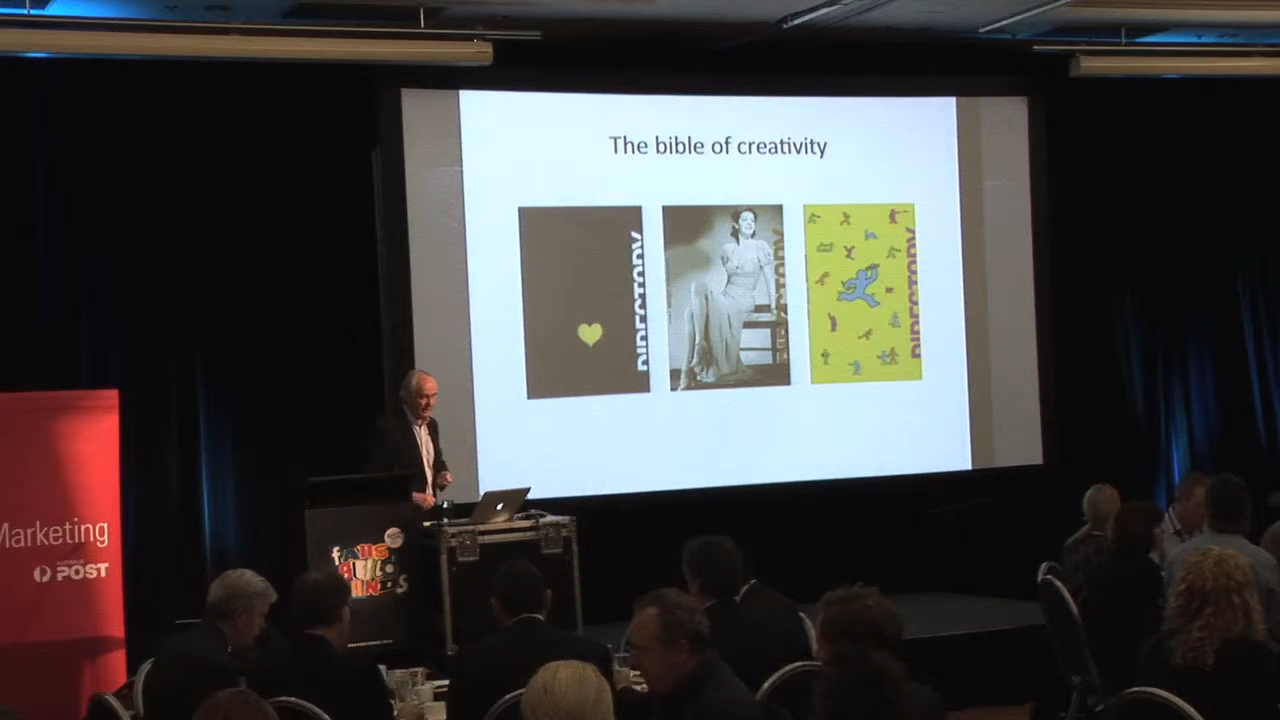 The bible of creativity
DIRECTORY
DIRECTORY
DIRECTORY
Marketing
POST